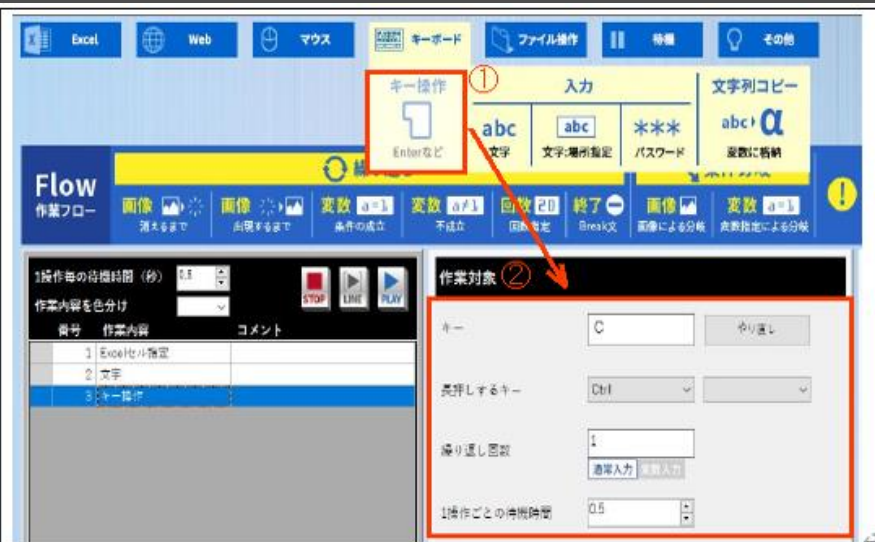 Excel Web マウス キーボード ファイル操作 待機 その他
キー操作 ① 入力 文字列コピー
abc abc *** abc α
Enterなど 文字 文字:場所指定 パスワード 変数に格納
Flow
作業フロー
画像 画像 変数 a=1 変数 a≠1 回数 20 終了 画像 変数 a=1
消えるまで 出現するまで 条件の成立 不成立 回数指定 Break文 画像による分岐 変数指定による分岐
1操作毎の待機時間 (秒) 0.5
作業内容を色分け
STOP LINE PLAY
番号 作業内容 コメント
1 Excelセル指定
2 文字
3 キー操作
作業対象 ②
キー C やり直し
長押しするキー Ctrl
繰り返し回数 1
通常入力 変数入力
1操作ごとの待機時間 0.5